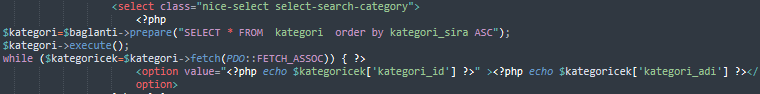 <select class="nice-select select-search-category">
<?php
$kategori=$baglanti->prepare("SELECT * FROM  kategori  order by kategori_sira ASC");
$kategori->execute();
while ($kategoricek=$kategori->fetch(PDO::FETCH_ASSOC)) { ?>
<option value="<?php echo $kategoricek['kategori_id'] ?>" ><?php echo $kategoricek['kategori_adi'] ?></
option>